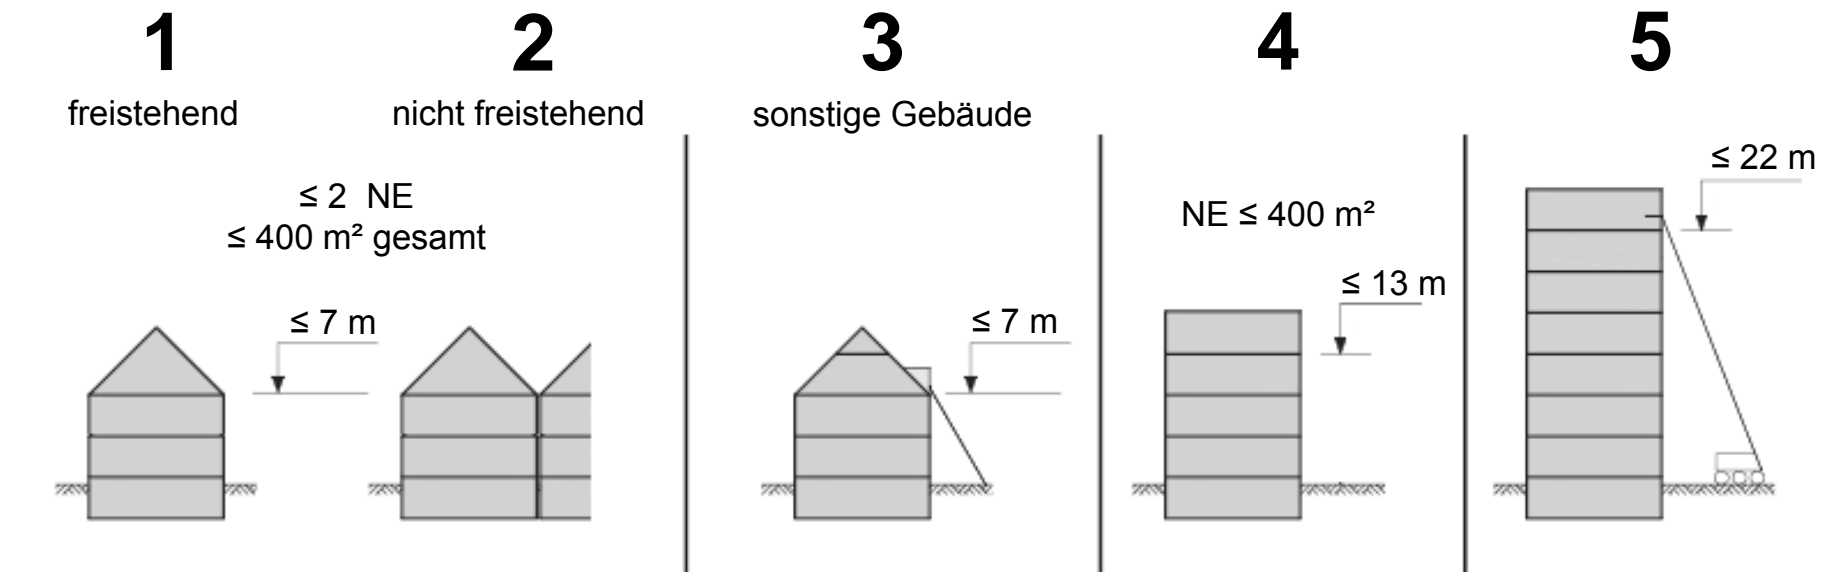 1
freistehend
2
nicht freistehend
≤ 2 NE
≤ 400 m² gesamt
≤ 7 m
3
sonstige Gebäude
≤ 7 m
4
NE ≤ 400 m²
≤ 13 m
5
≤ 22 m